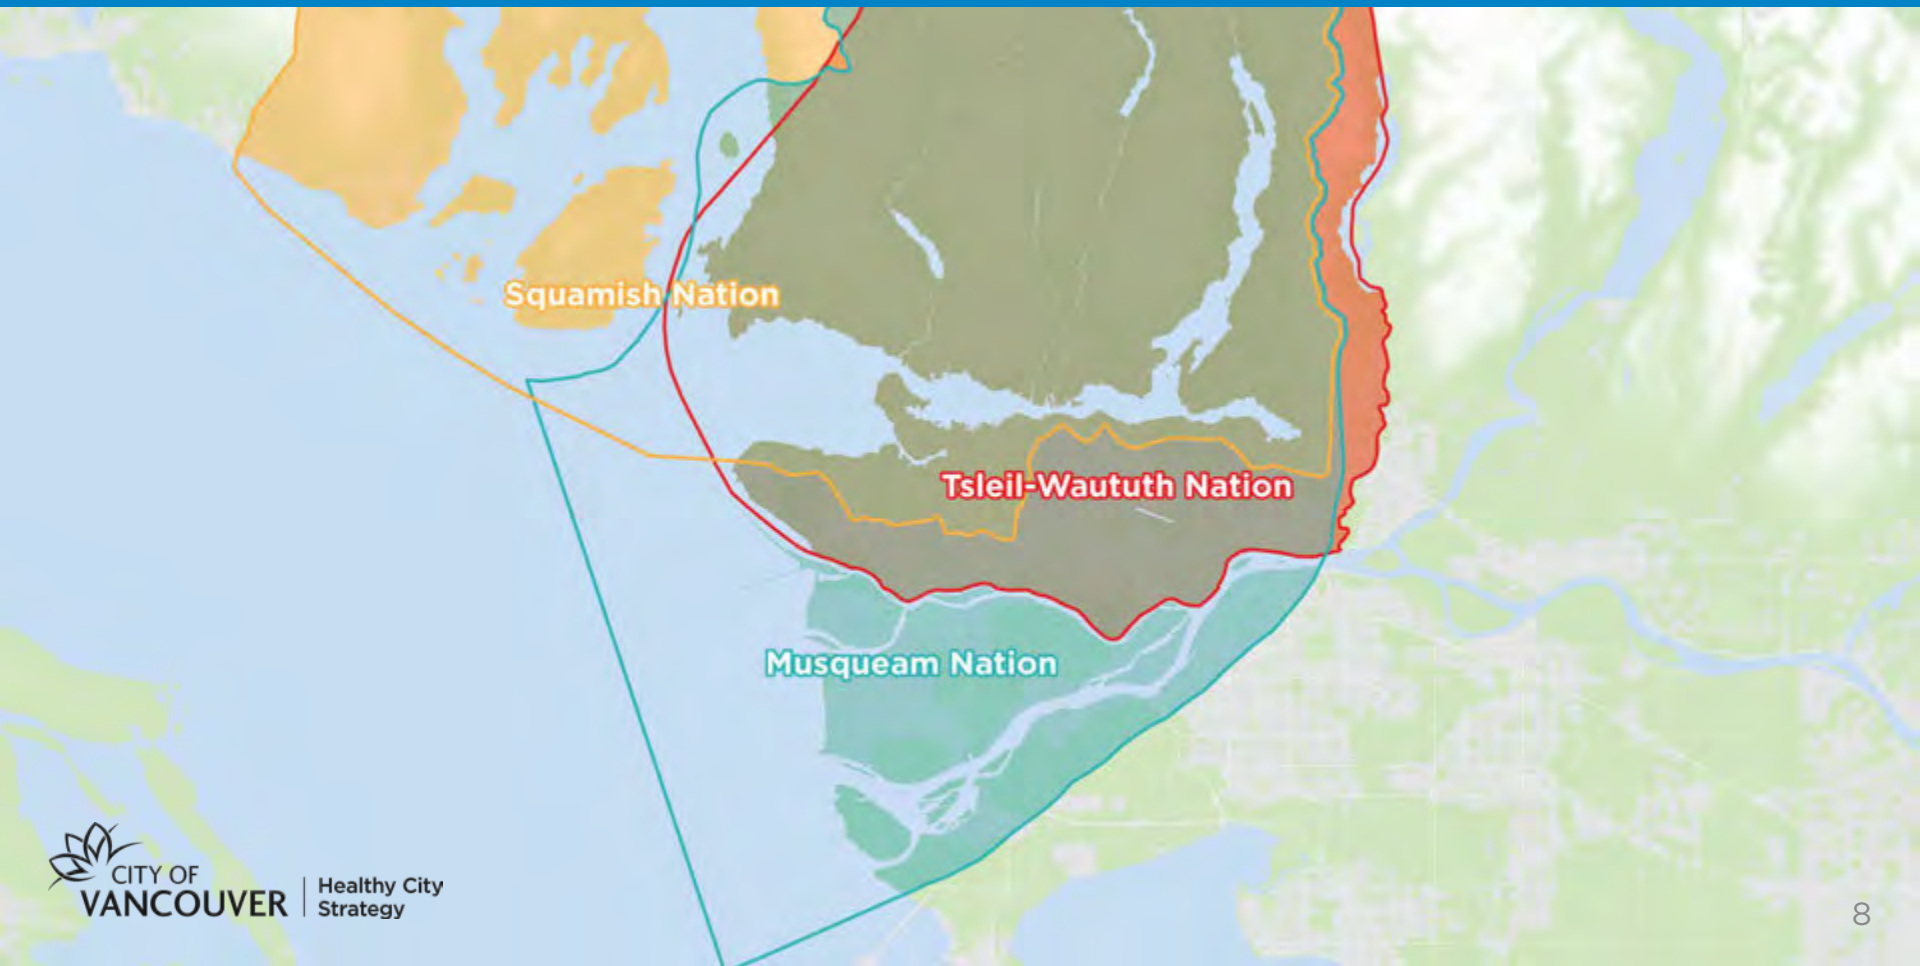 Squamish Nation
Tsleil-Waututh Nation
Musqueam Nation
CITY OF
VANCOUVER
Healthy City
Strategy
8